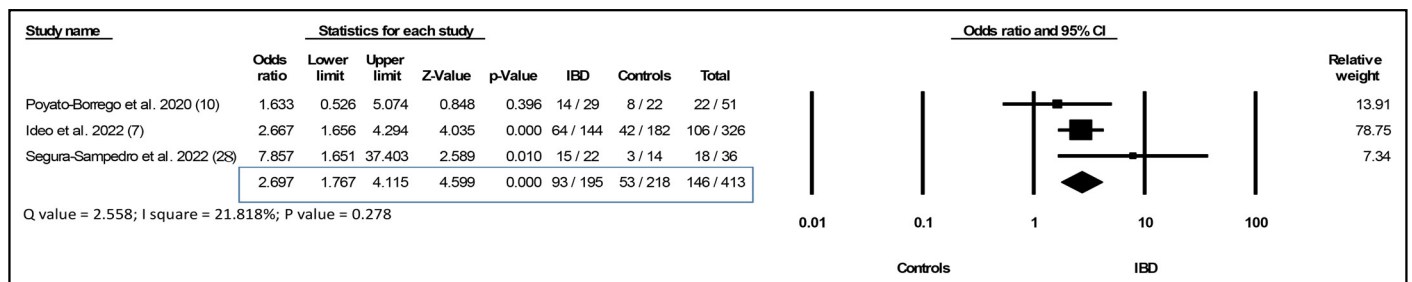 Study name Statistics for each study Odds ratio and 95% CI
Odds Lower Upper Relative
ratio limit limit Z-Value p-Value IBD Controls Total weight
Poyato-Borrego et al. 2020 (10) 1.633 0.526 5.074 0.848 0.396 14 / 29 8 / 22 22 / 51 13.91
Ideo et al. 2022 (7) 2.667 1.656 4.294 4.035 0.000 64 / 144 42 / 182 106 / 326 78.75
Segura-Sampedro et al. 2022 (28) 7.857 1.651 37.403 2.589 0.010 15 / 22 3 / 14 18 / 36 7.34
2.697 1.767 4.115 4.599 0.000 93 / 195 53 / 218 146 / 413
Q value = 2.558; I square = 21.818%; P value = 0.278
0.01 0.1 1 10 100
Controls IBD